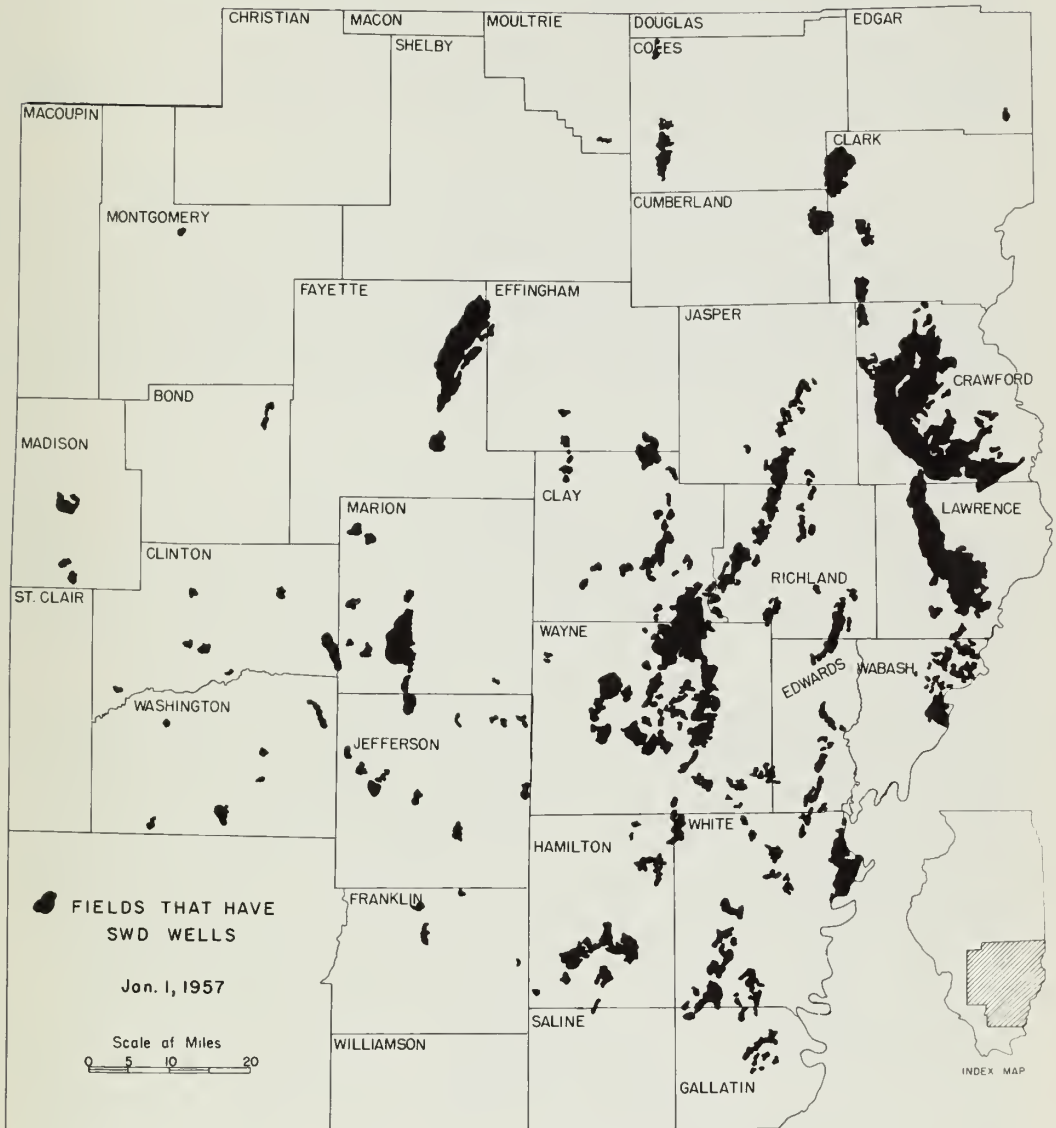 CHRISTIAN
MACON
MOULTRIE
DOUGLAS
EDGAR
SHELBY
COLES
MACOUPIN
CLARK
CUMBERLAND
MONTGOMERY
FAYETTE
EFFINGHAM
JASPER
CRAWFORD
BOND
MADISON
CLAY
MARION
LAWRENCE
CLINTON
RICHLAND
ST. CLAIR
WAYNE
EDWARDS
WABASH
WASHINGTON
JEFFERSON
WHITE
HAMILTON
FRANKLIN
FIELDS THAT HAVE
SWD WELLS
Jan. 1, 1957
Scale of Miles
0 5 10 20
SALINE
WILLIAMSON
GALLATIN
INDEX MAP